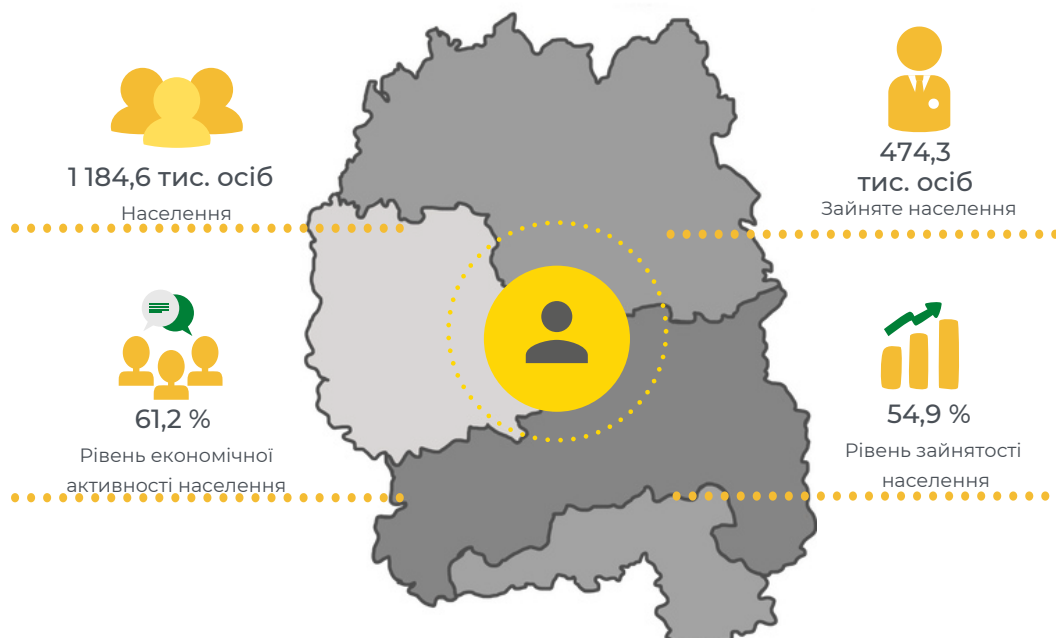 1 184,6 тис. осіб
Населення
474,3
тис. осіб
Зайняте населення
61,2 %
Рівень економічної
активності населення
54,9 %
Рівень зайнятості
населення